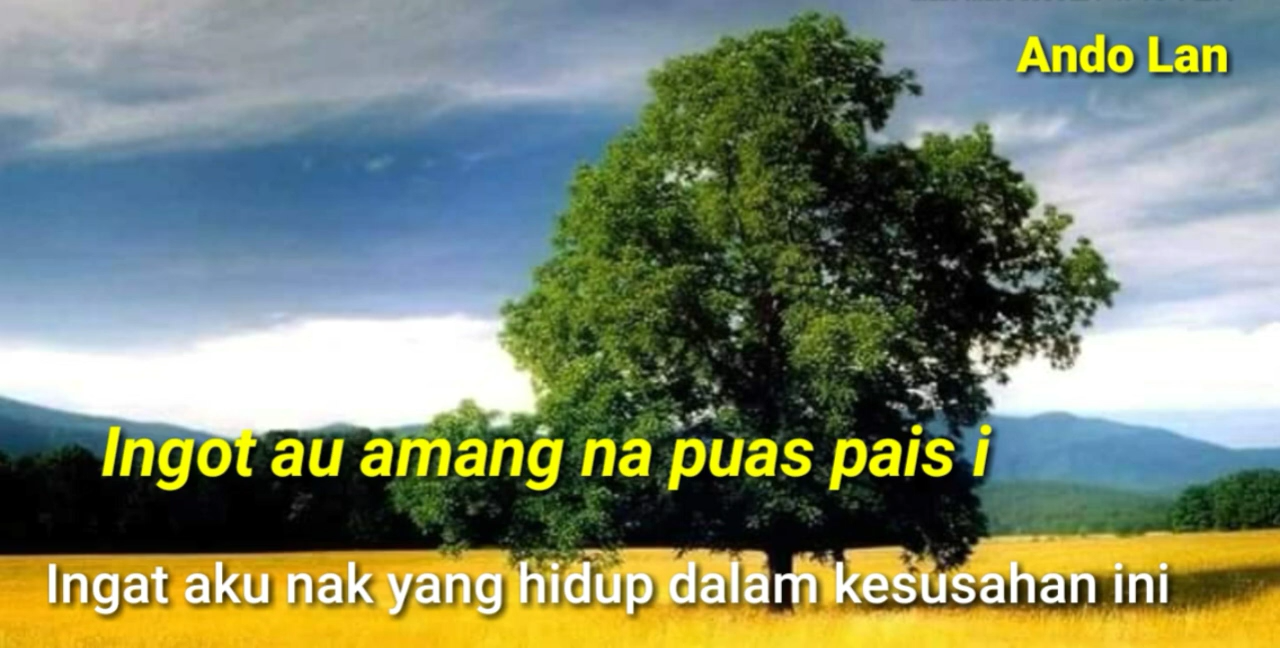 Ando Lan
Ingot au amang na puas pais i
Ingat aku nak yang hidup dalam kesusahan ini